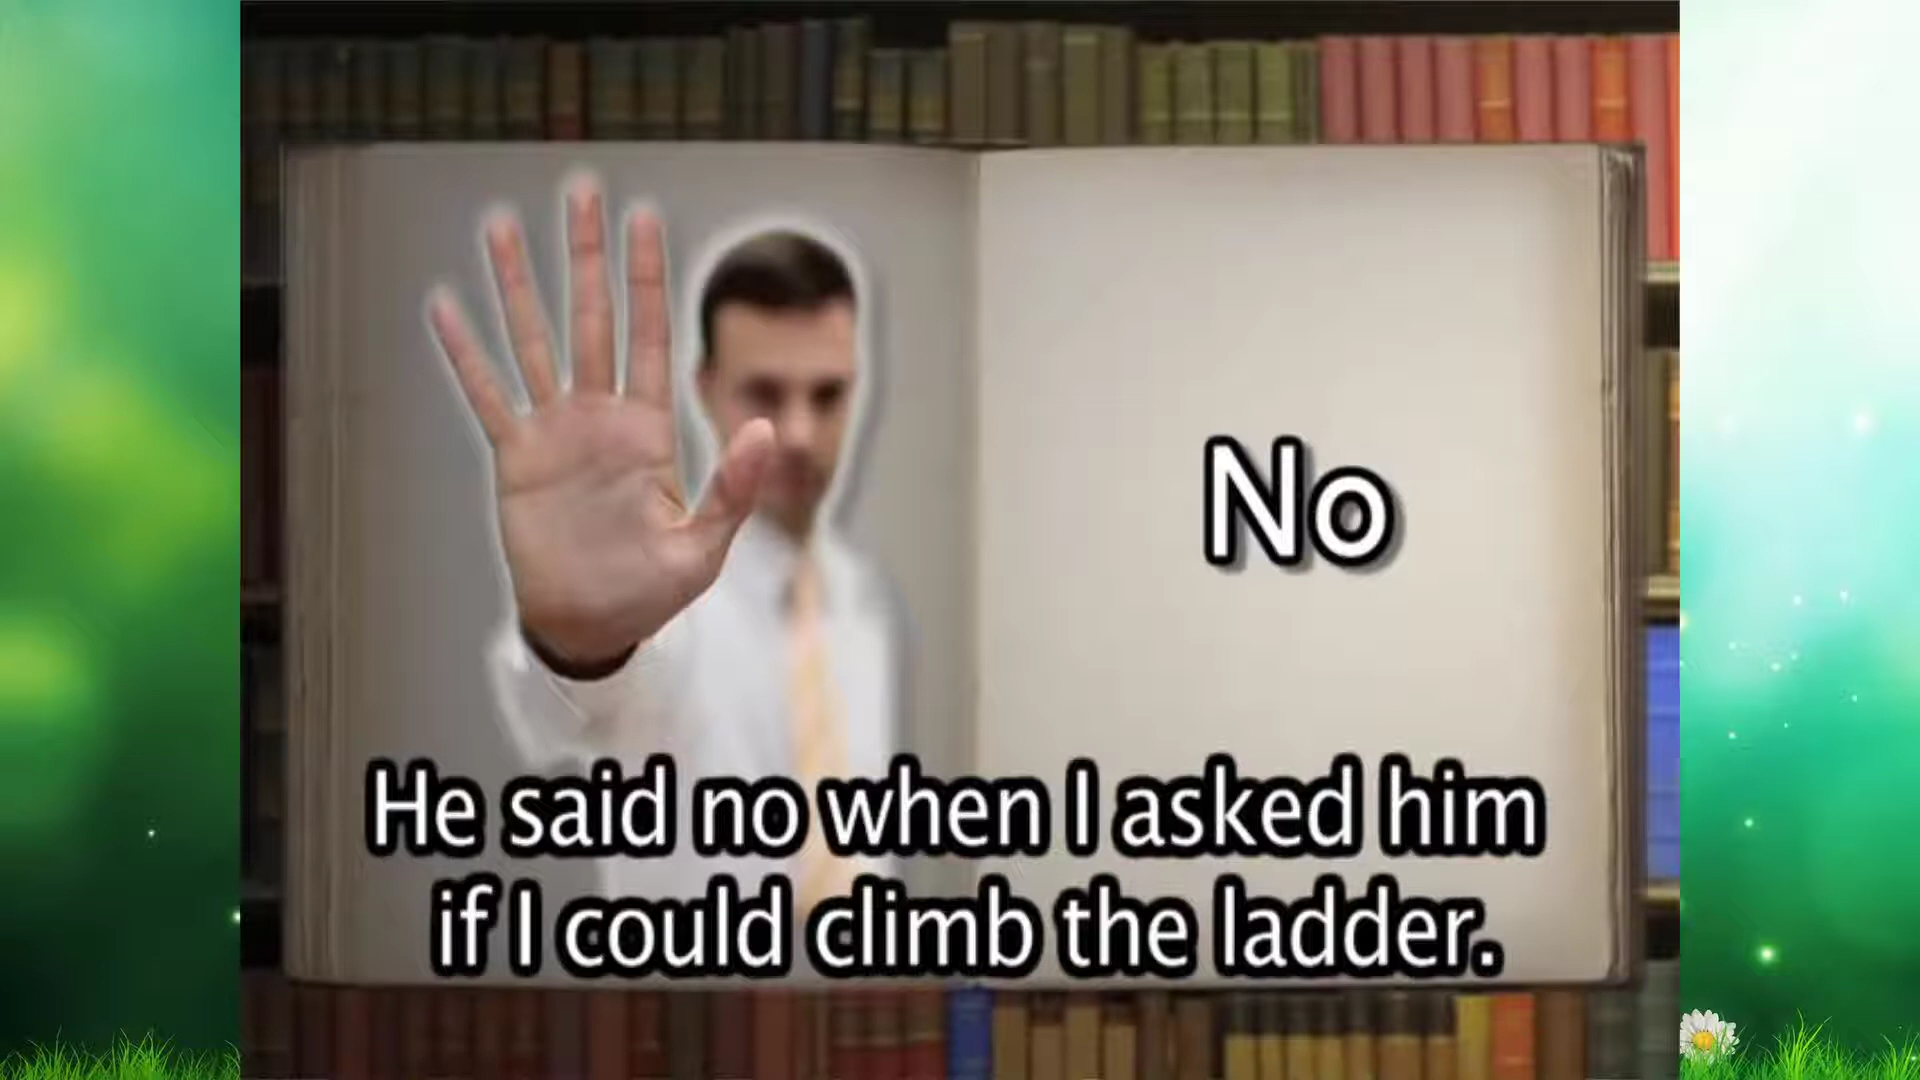 No
He said no when I asked him
if I could climb the ladder.